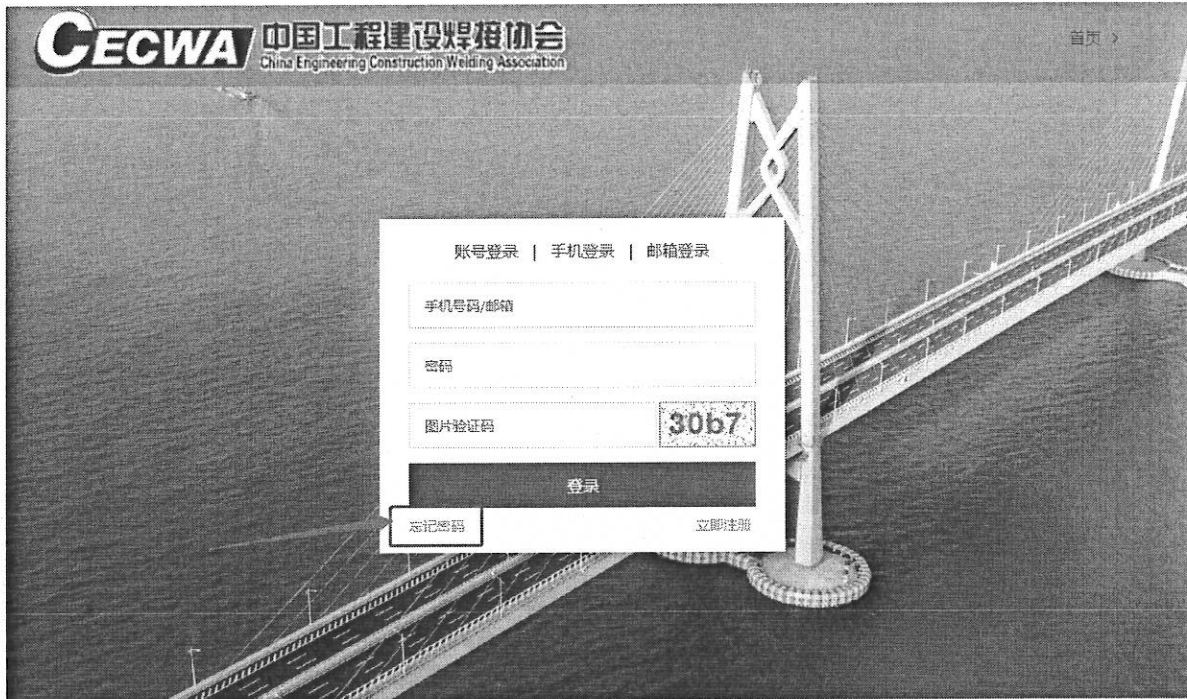 CECWA 中国工程建设焊接协会
China Engineering Construction Welding Association
首页 >
账号登录 | 手机登录 | 邮箱登录
手机号码/邮箱
密码
图片验证码 30b7
登录
忘记密码 立即注册